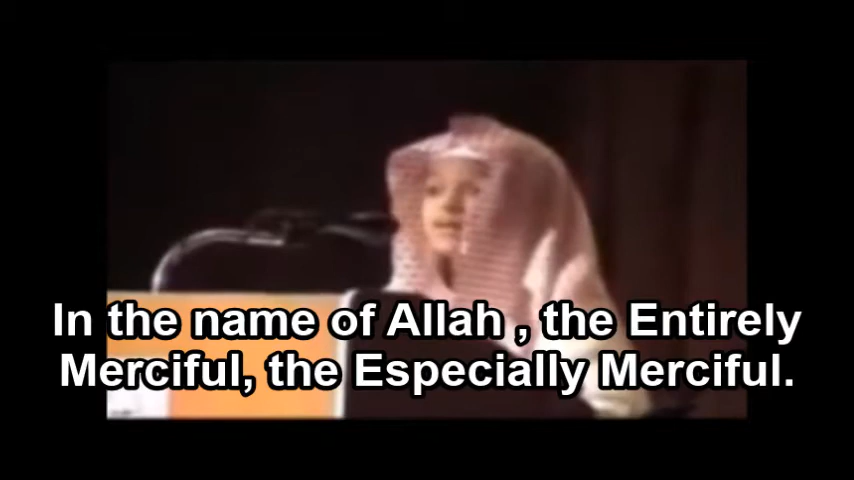 In the name of Allah , the Entirely
Merciful, the Especially Merciful.